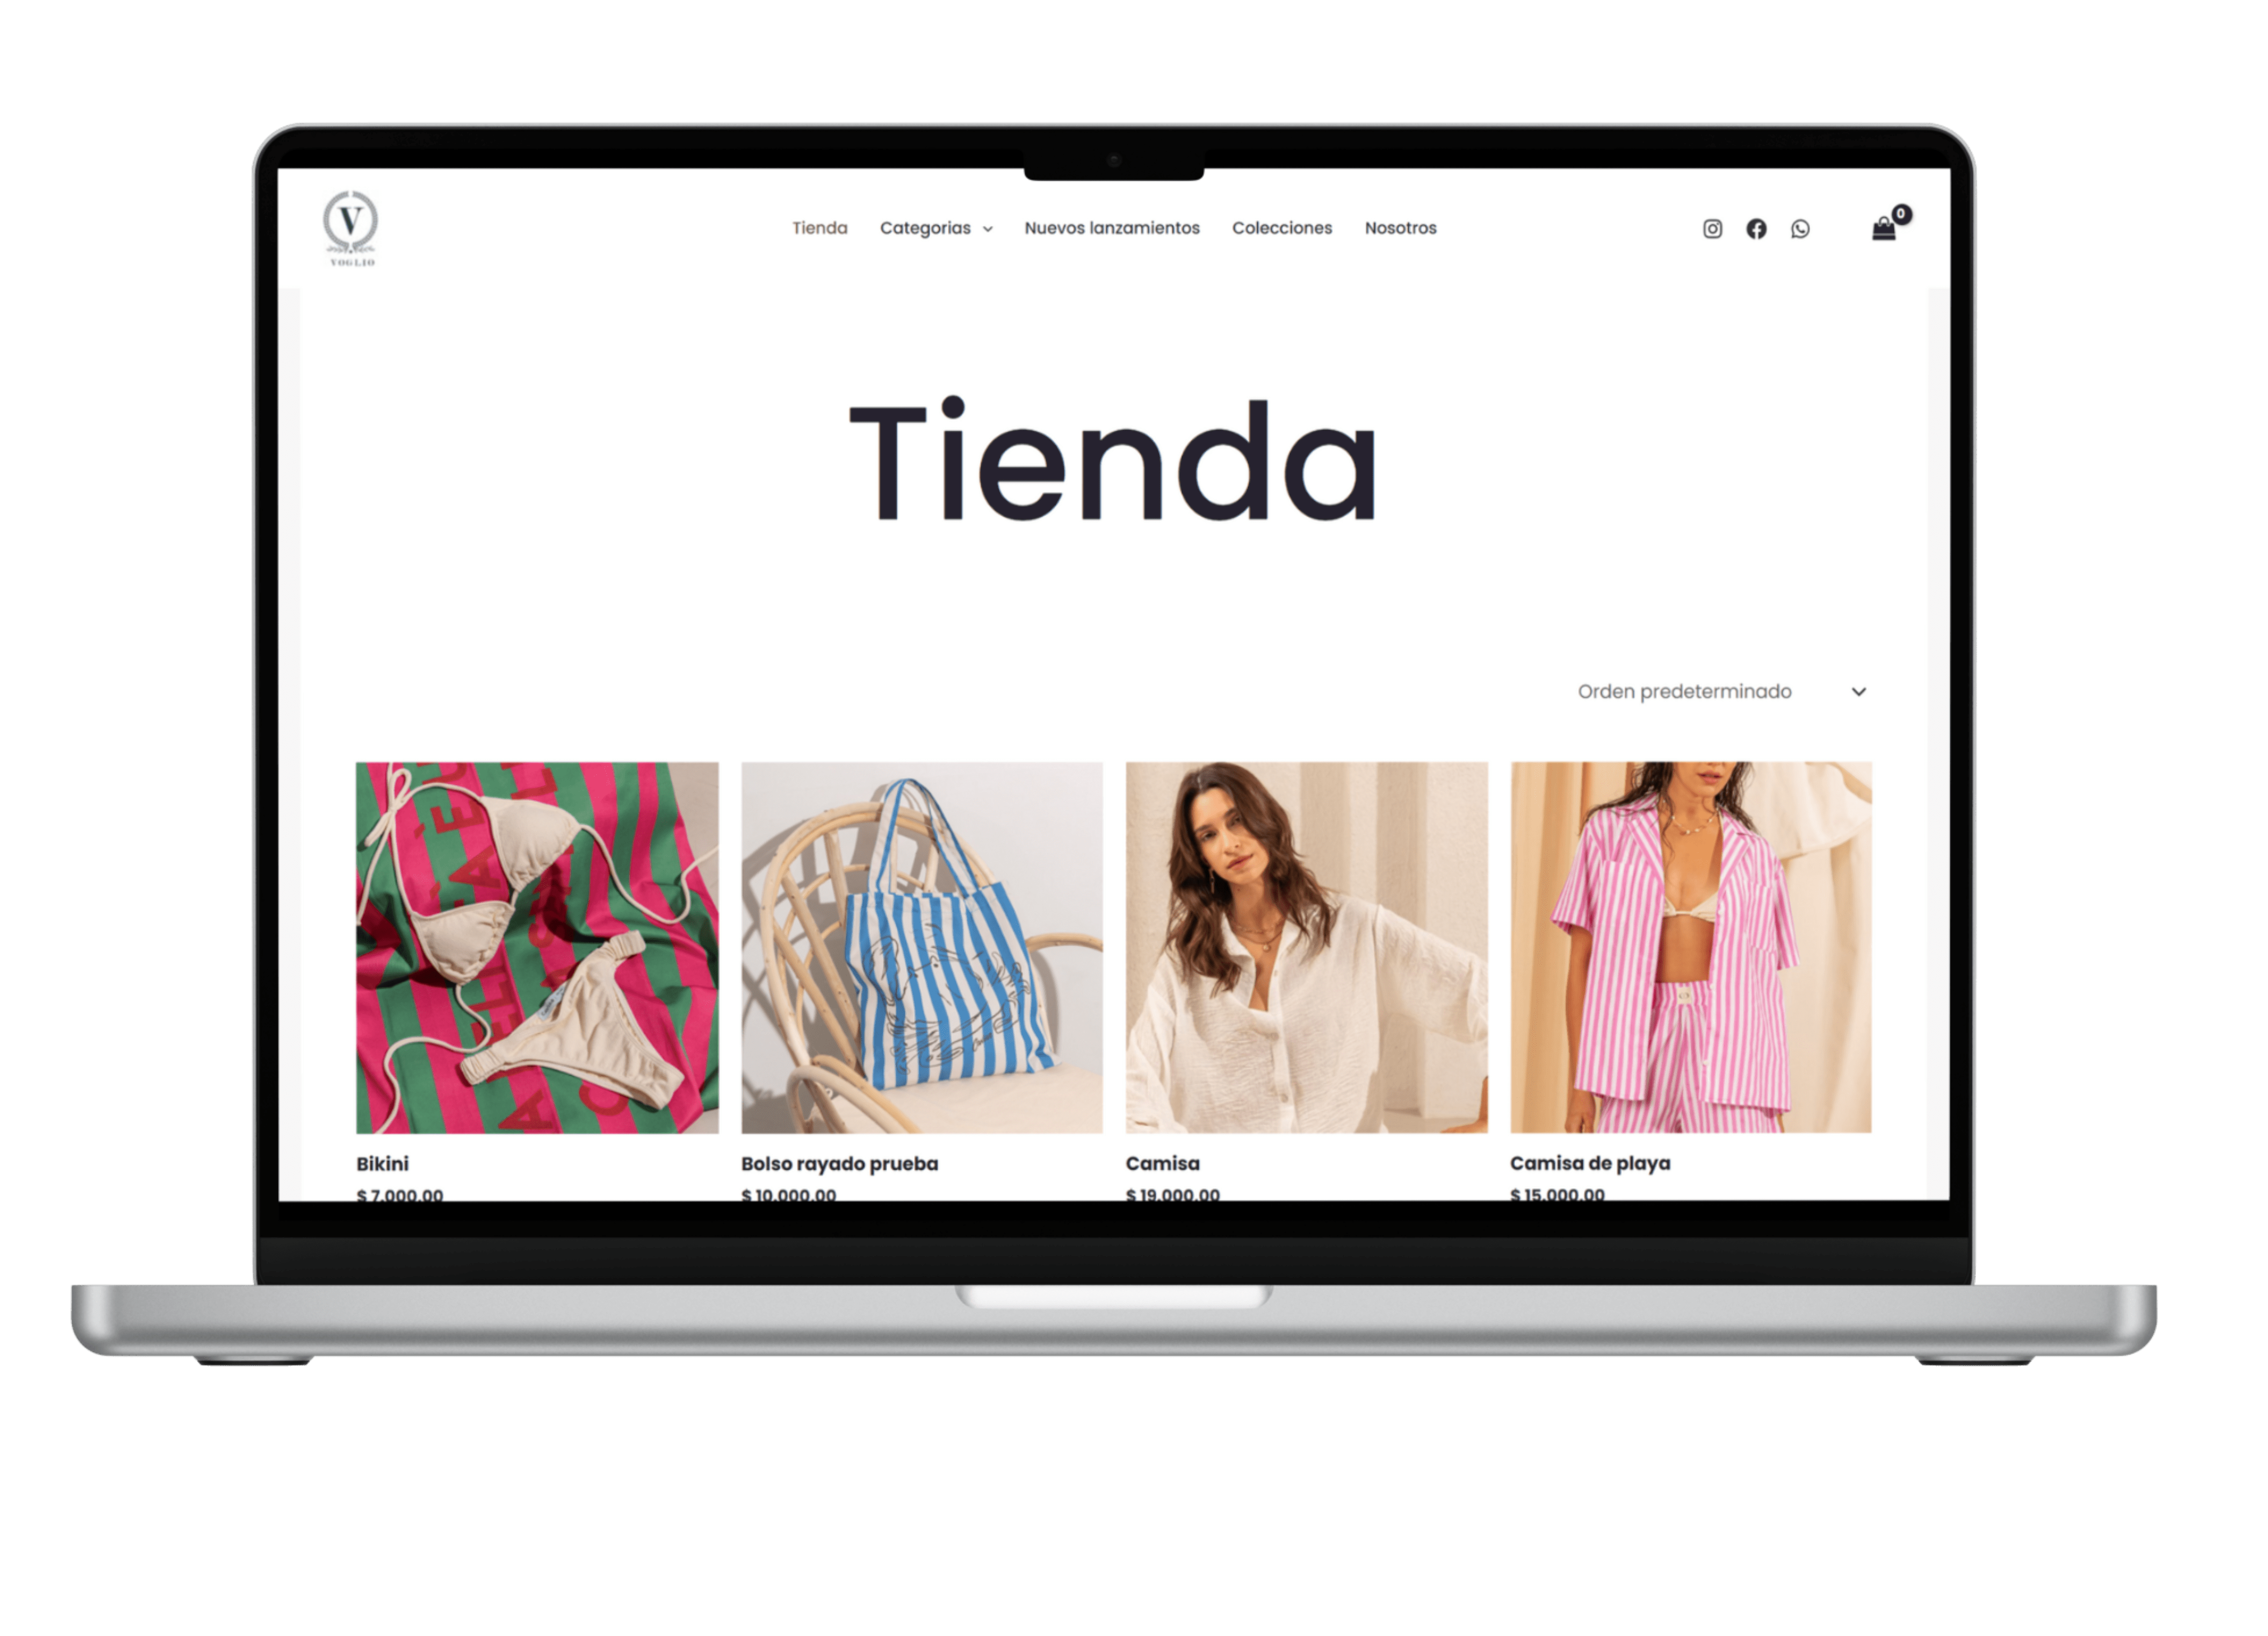 V
VOGLIO
Tienda Categorias Nuevos lanzamientos Colecciones Nosotros
0
Tienda
Orden predeterminado
Bikini
$ 7.000,00
Bolso rayado prueba
$ 10.000,00
Camisa
$ 19.000,00
Camisa de playa
$ 15.000,00